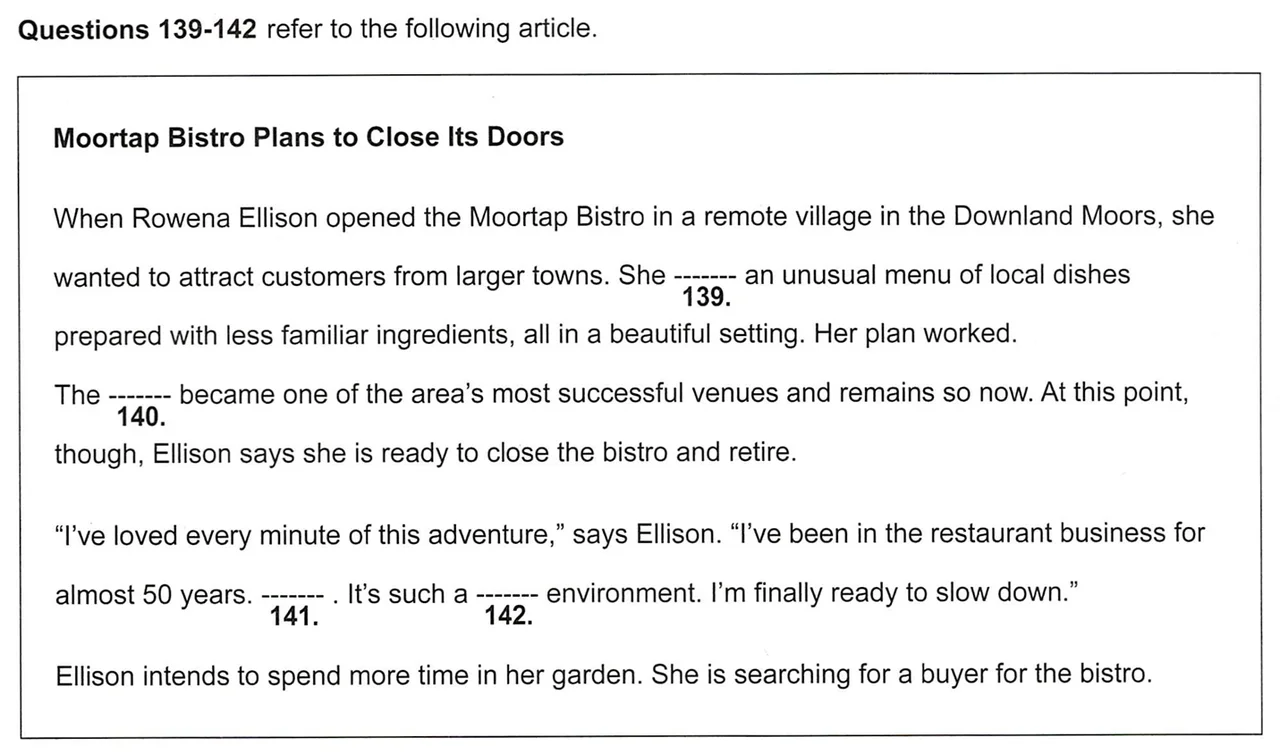 Questions 139-142 refer to the following article.
Moortap Bistro Plans to Close Its Doors
When Rowena Ellison opened the Moortap Bistro in a remote village in the Downland Moors, she
wanted to attract customers from larger towns. She ------- an unusual menu of local dishes
139.
prepared with less familiar ingredients, all in a beautiful setting. Her plan worked.
The ------- became one of the area’s most successful venues and remains so now. At this point,
140.
though, Ellison says she is ready to close the bistro and retire.
“I’ve loved every minute of this adventure,” says Ellison. “I’ve been in the restaurant business for
almost 50 years. ------- . It’s such a ------- environment. I’m finally ready to slow down.”
141. 142.
Ellison intends to spend more time in her garden. She is searching for a buyer for the bistro.